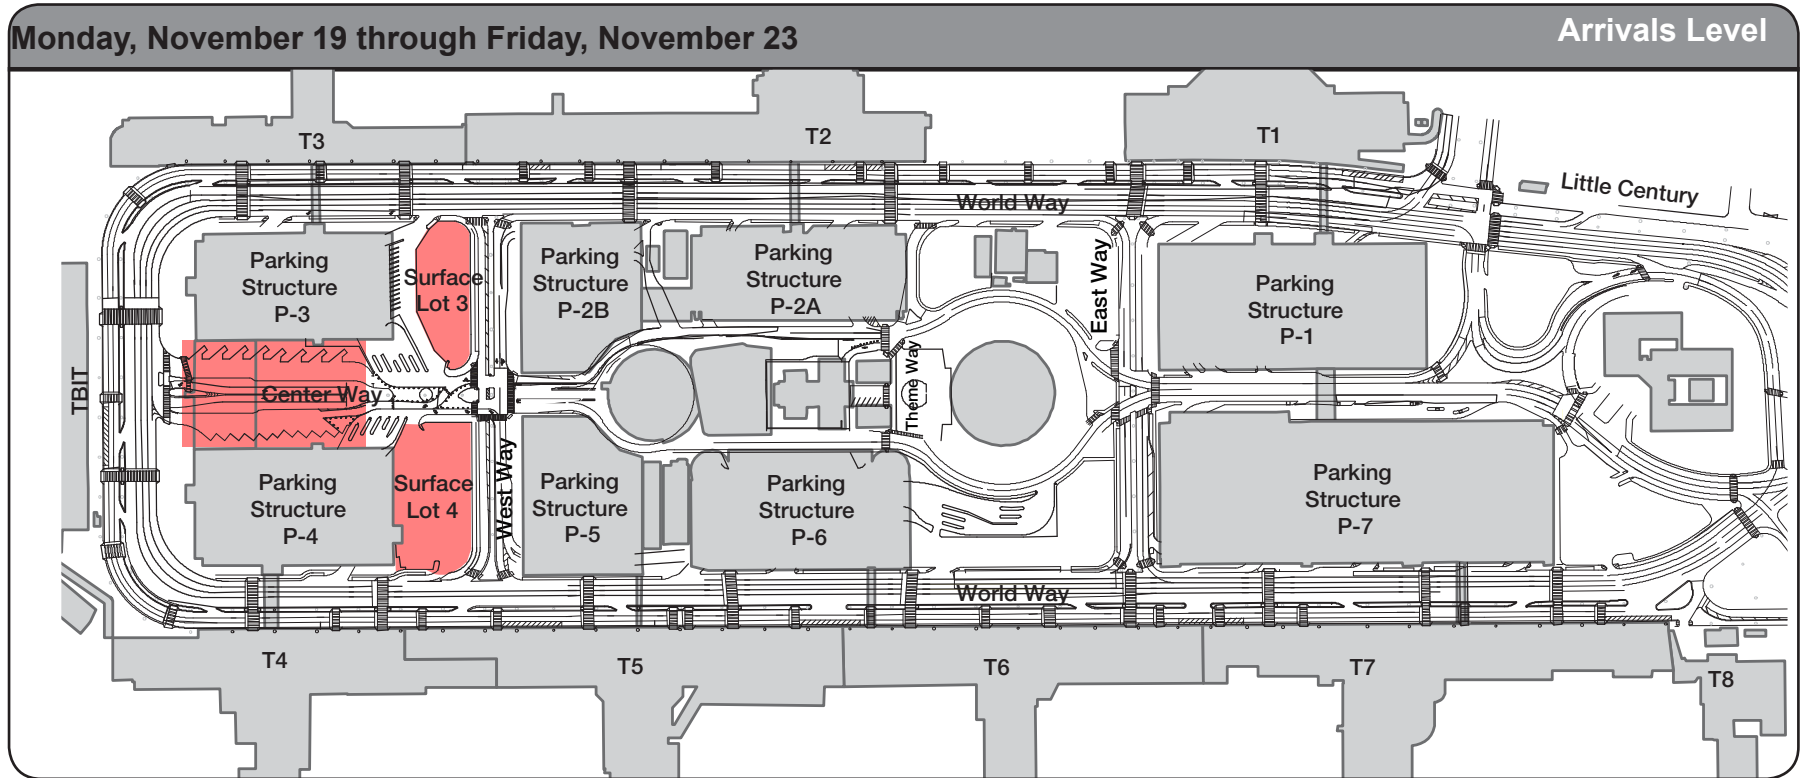 Monday, November 19 through Friday, November 23
Arrivals Level
T3
T2
T1
Little Century
World Way
Parking
Structure
P-3
Surface
Lot 3
Parking
Structure
P-2B
Parking
Structure
P-2A
East Way
Parking
Structure
P-1
TBIT
Center Way
Theme Way
Parking
Structure
P-4
Surface
Lot 4
West Way
Parking
Structure
P-5
Parking
Structure
P-6
Parking
Structure
P-7
World Way
T4
T5
T6
T7
T8